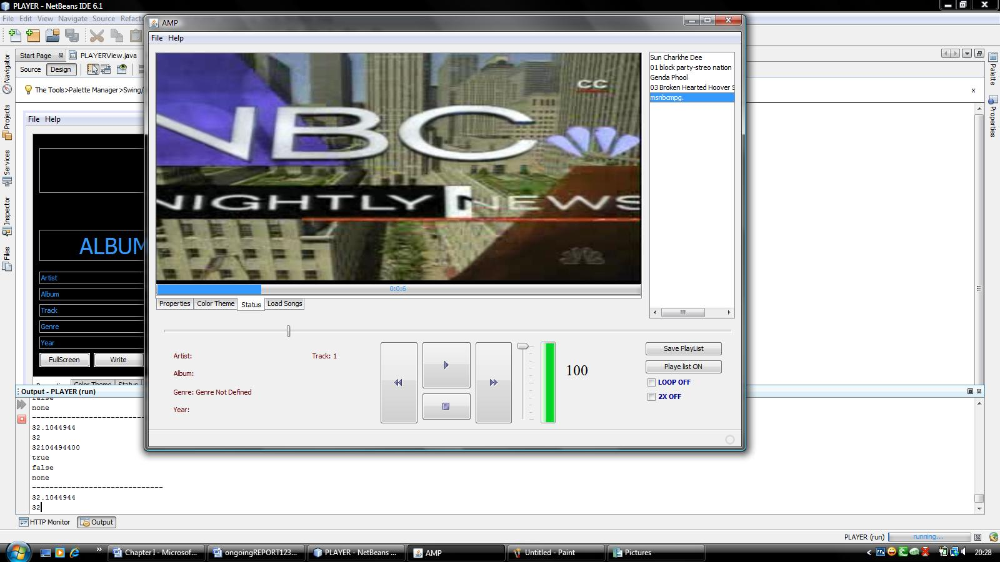 PLAYER - NetBeans IDE 6.1
File Edit View Navigate Source Refacto
AMP
File Help
Start Page
PLAYERView.java
Source Design
The Tools>Palette Manager>Swing/
x
Navigator
Projects
Services
Inspector
Files
Palette
Properties
File Help
ALBUM
Artist
Album
Track
Genre
Year
FullScreen Write
Color Theme Status
CC
NBC
NIGHTLY NEWS
0:0:6
Sun Charkhe Dee
01 block party-streo nation
Genda Phool
03 Broken Hearted Hoover S
msnbcmpg.
Properties Color Theme Status Load Songs
Artist: Track: 1
Album:
Genre: Genre Not Defined
Year:
100
Save PlayList
Playe list ON
LOOP OFF
2X OFF
Output - PLAYER (run)
false
none
------------------------------
32.1044944
32
32104494400
true
false
none
------------------------------
32.1044944
32
HTTP Monitor Output
PLAYER (run) running...
Chapter I - Microsof...
ongoingREPORT123...
PLAYER - NetBeans ...
AMP
Untitled - Paint
Pictures
20:28